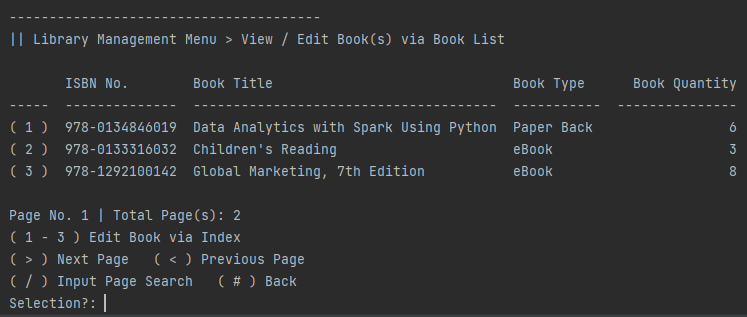 ---------------------------------------
|| Library Management Menu > View / Edit Book(s) via Book List
       ISBN No.        Book Title                              Book Type      Book Quantity
-----  --------------  --------------------------------------  -----------  ---------------
( 1 )  978-0134846019  Data Analytics with Spark Using Python  Paper Back                 6
( 2 )  978-0133316032  Children's Reading                      eBook                      3
( 3 )  978-1292100142  Global Marketing, 7th Edition           eBook                      8
Page No. 1 | Total Page(s): 2
( 1 - 3 ) Edit Book via Index
( > ) Next Page   ( < ) Previous Page
( / ) Input Page Search   ( # ) Back
Selection?: